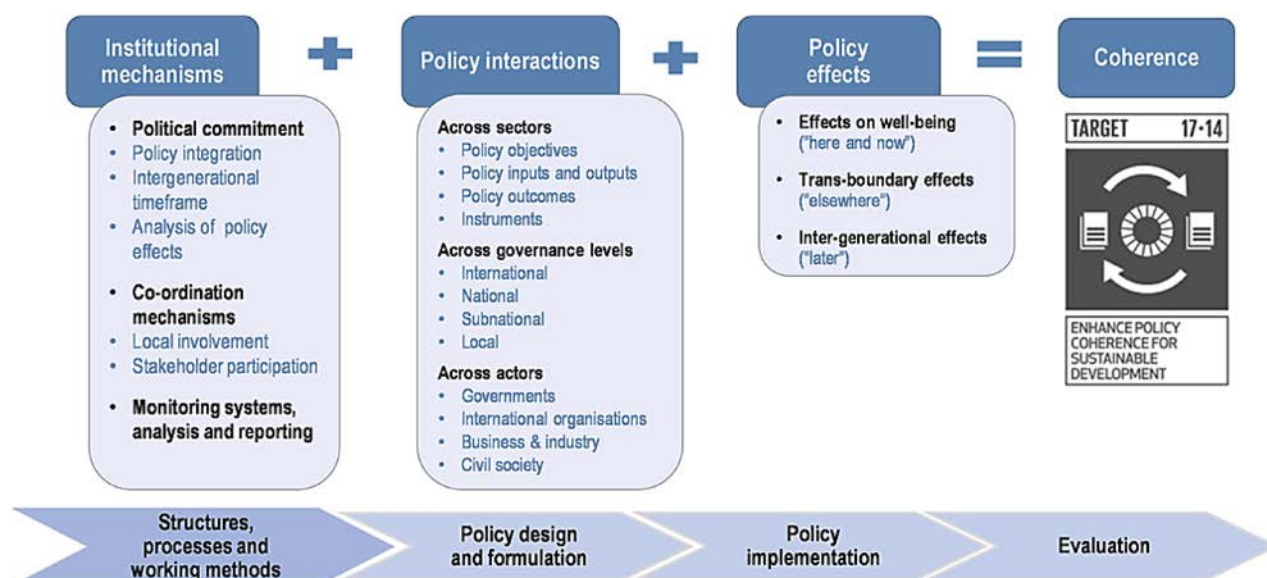 Institutional
mechanisms
+
Policy interactions
+
Policy
effects
=
Coherence
• Political commitment
• Policy integration
• Intergenerational
timeframe
• Analysis of policy
effects
• Co-ordination
mechanisms
• Local involvement
• Stakeholder participation
• Monitoring systems,
analysis and reporting
Across sectors
• Policy objectives
• Policy inputs and outputs
• Policy outcomes
• Instruments
Across governance levels
• International
• National
• Subnational
• Local
Across actors
• Governments
• International organisations
• Business & industry
• Civil society
• Effects on well-being
("here and now")
• Trans-boundary effects
("elsewhere")
• Inter-generational effects
("later")
TARGET 17·14
ENHANCE POLICY
COHERENCE FOR
SUSTAINABLE
DEVELOPMENT
Structures,
processes and
working methods
Policy design
and formulation
Policy
implementation
Evaluation